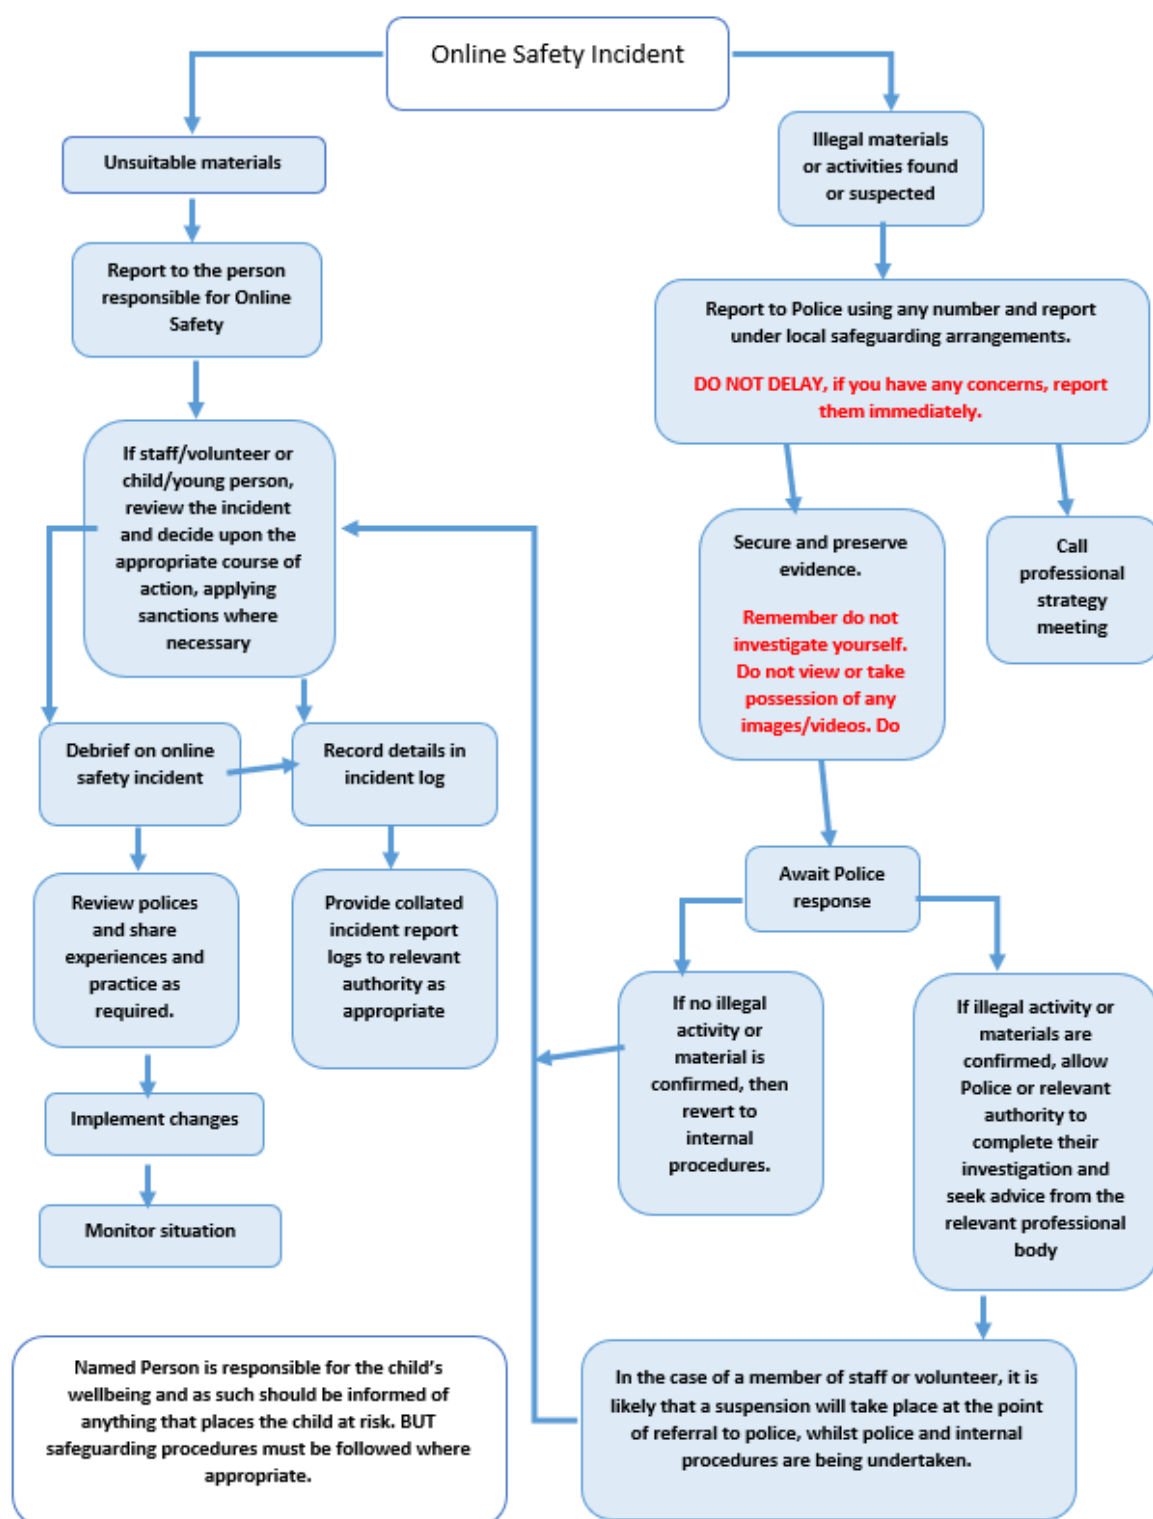 Online Safety Incident
Unsuitable materials
Illegal materials
or activities found
or suspected
Report to the person
responsible for Online
Safety
Report to Police using any number and report
under local safeguarding arrangements.
DO NOT DELAY, if you have any concerns, report
them immediately.
If staff/volunteer or
child/young person,
review the incident
and decide upon the
appropriate course of
action, applying
sanctions where
necessary
Secure and preserve
evidence.
Remember do not
investigate yourself.
Do not view or take
possession of any
images/videos. Do
Call
professional
strategy
meeting
Debrief on online
safety incident
Record details in
incident log
Await Police
response
Review polices
and share
experiences and
practice as
required.
Provide collated
incident report
logs to relevant
authority as
appropriate
If no illegal
activity or
material is
confirmed, then
revert to
internal
procedures.
If illegal activity or
materials are
confirmed, allow
Police or relevant
authority to
complete their
investigation and
seek advice from the
relevant professional
body
Implement changes
Monitor situation
Named Person is responsible for the child's
wellbeing and as such should be informed of
anything that places the child at risk. BUT
safeguarding procedures must be followed where
appropriate.
In the case of a member of staff or volunteer, it is
likely that a suspension will take place at the point
of referral to police, whilst police and internal
procedures are being undertaken.